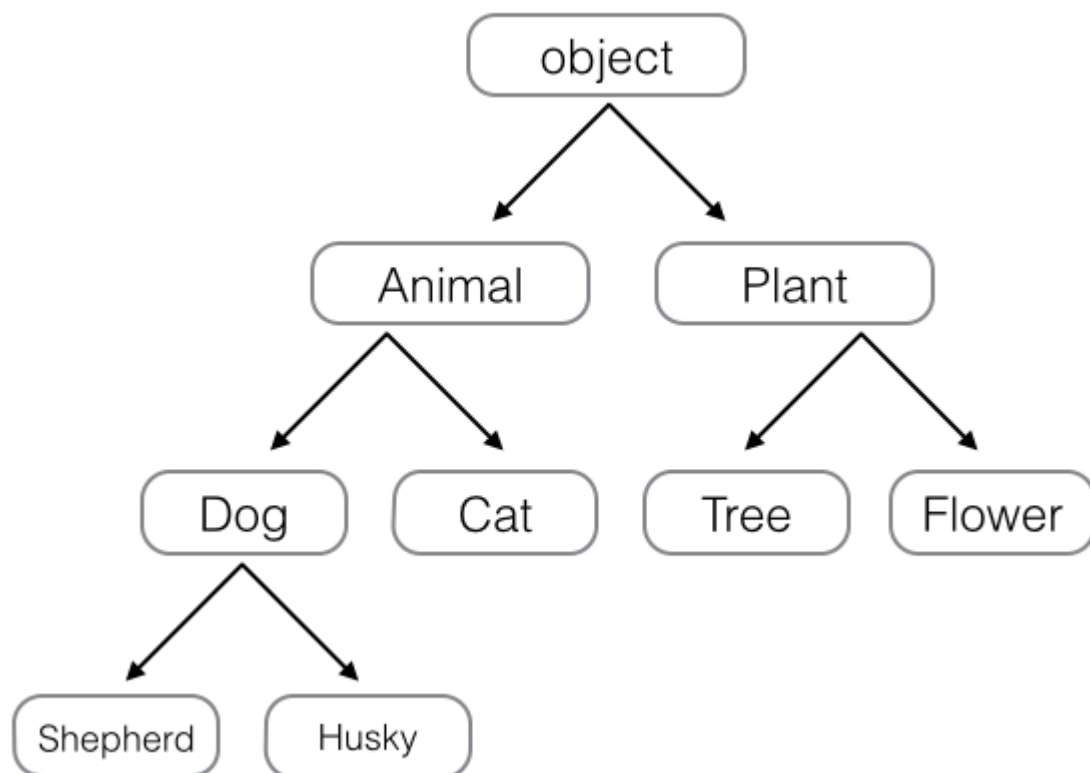 object
Animal
Plant
Dog
Cat
Tree
Flower
Shepherd
Husky